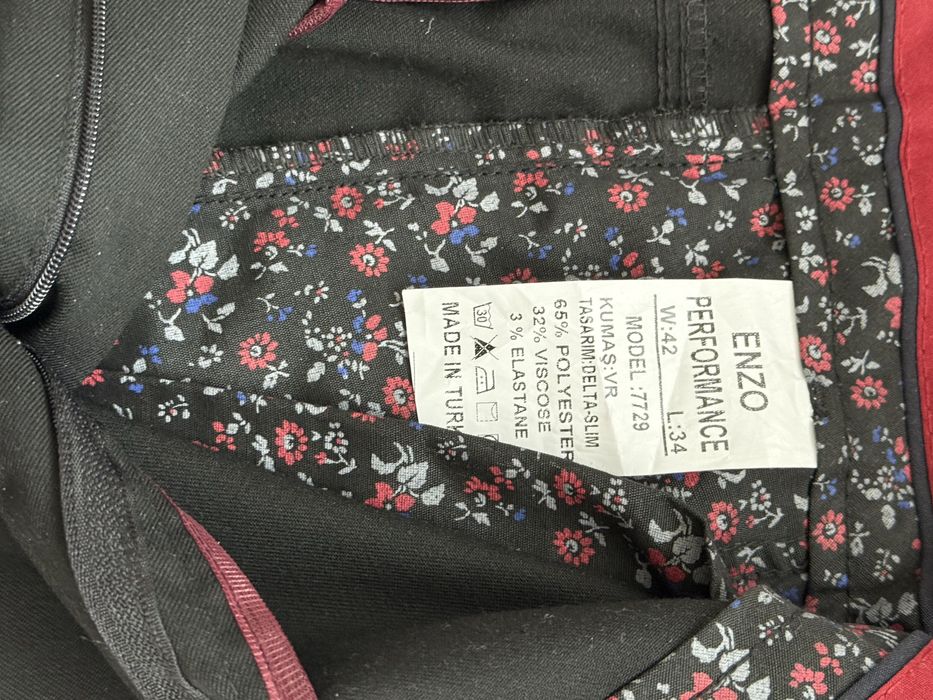 ENZO
PERFORMANCE
W:42 L:34
MODEL :7729
KUMAŞ:VR
TASARIM:DELTA-SLIM
65% POLYESTER
32% VISCOSE
3 % ELASTANE
30
MADE IN